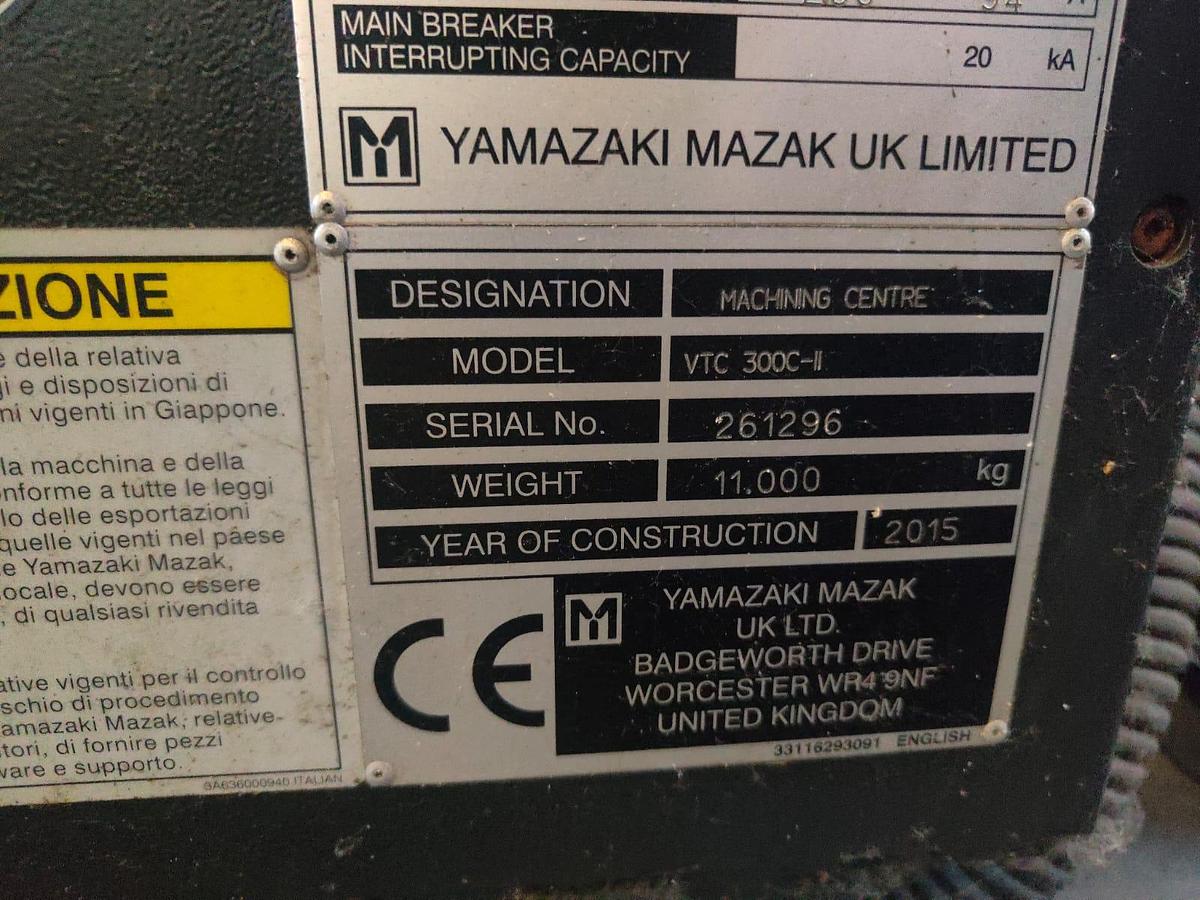 MAIN BREAKER
INTERRUPTING CAPACITY 20 kA
YAMAZAKI MAZAK UK LIMITED
DESIGNATION MACHINING CENTRE
MODEL VTC 300C-II
SERIAL No. 261296
WEIGHT 11.000 kg
YEAR OF CONSTRUCTION 2015
CE
YAMAZAKI MAZAK
UK LTD.
BADGEWORTH DRIVE
WORCESTER WR4 9NF
UNITED KINGDOM
33116293091 ENGLISH
ZIONE
e della relativa
gi e disposizioni di
ni vigenti in Giappone.
la macchina e della
onforme a tutte le leggi
lo delle esportazioni
quelle vigenti nel paese
e Yamazaki Mazak,
locale, devono essere
, di qualsiasi rivendita
ative vigenti per il controllo
schio di procedimento
amazaki Mazak, relative-
itori, di fornire pezzi
ware e supporto.
ITALIAN